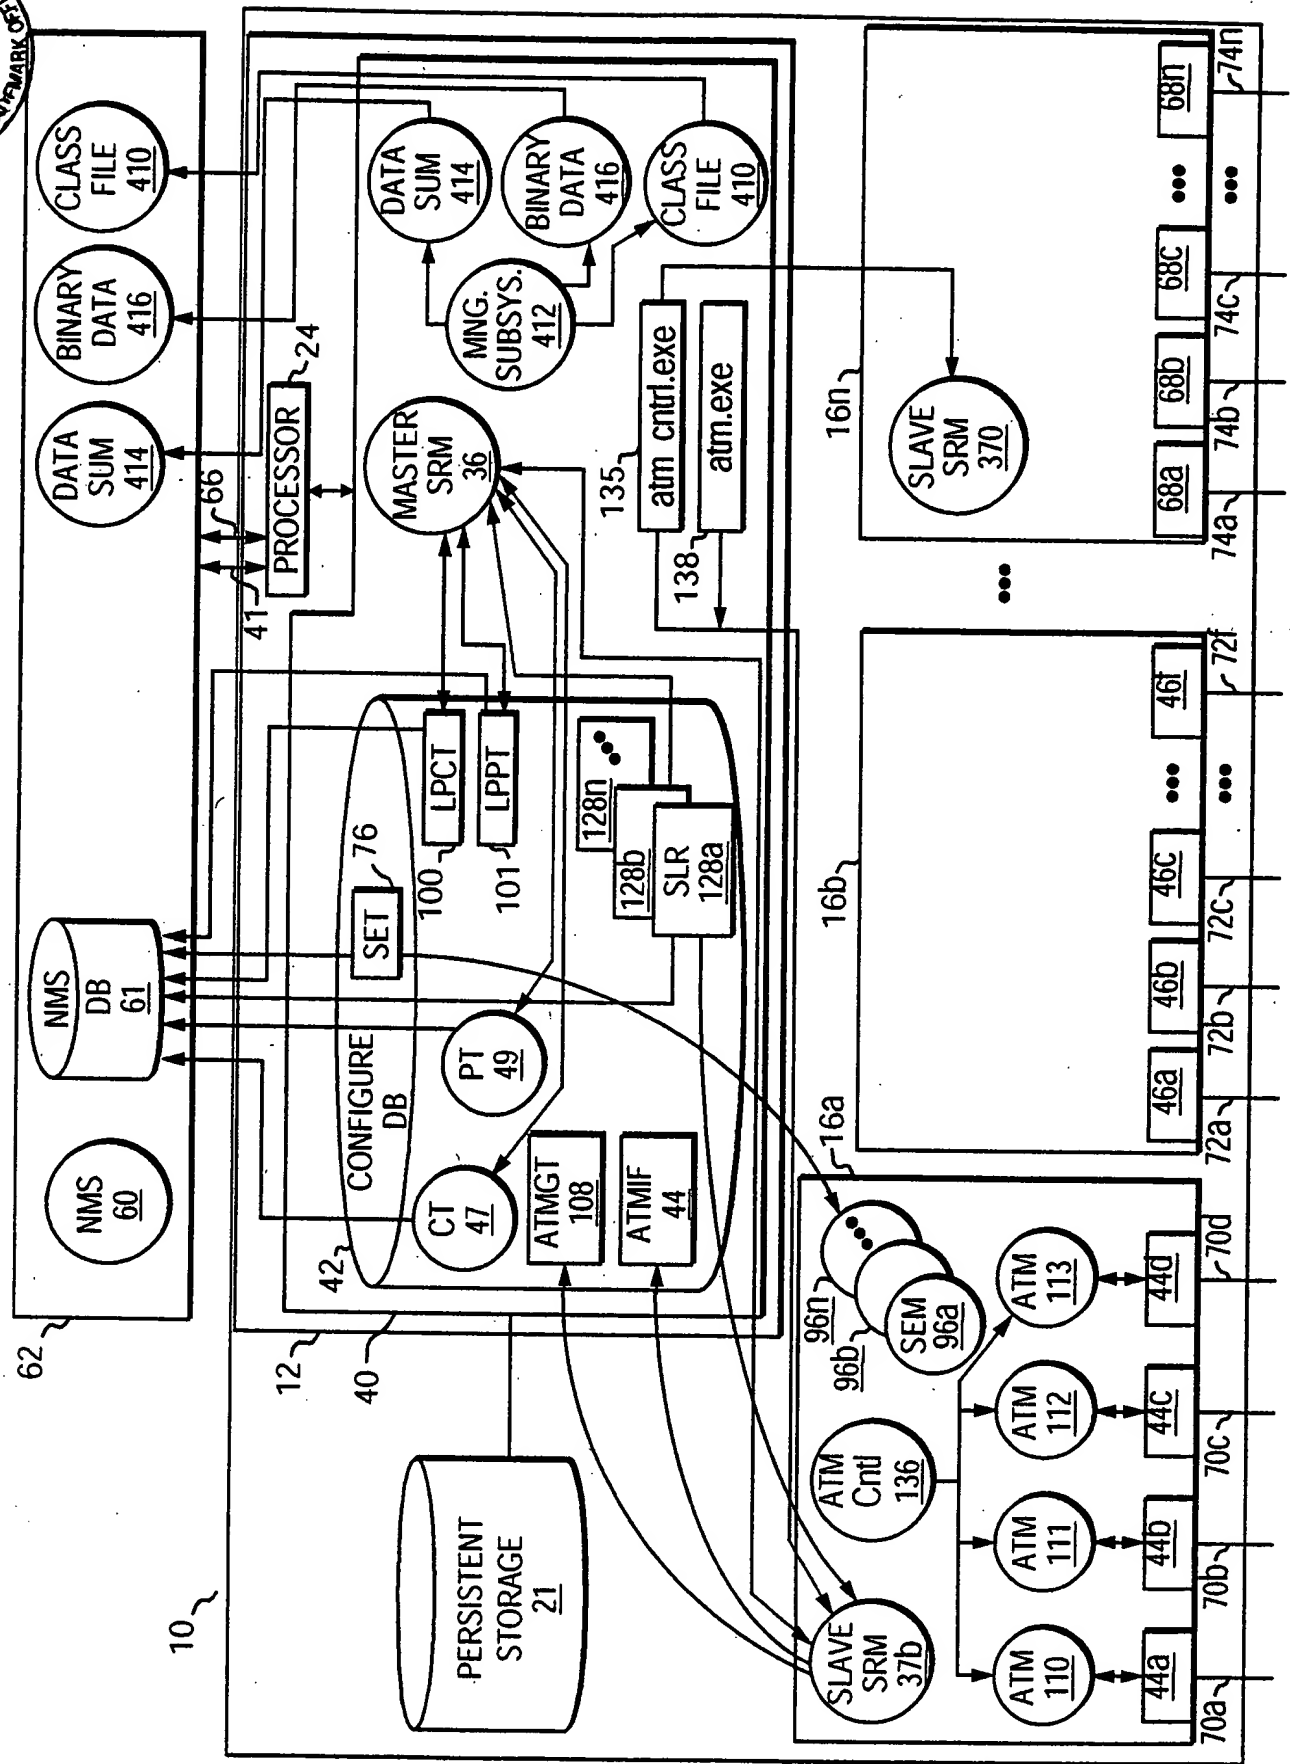 MARK OFF
62
NMS
60
NMS
DB
61
DATA
SUM
414
BINARY
DATA
416
CLASS
FILE
410
10
12
40
42
41
66
PROCESSOR
24
PERSISTENT
STORAGE
21
CONFIGURE
DB
SET
76
CT
47
PT
49
LPCT
100
LPPT
101
ATMGT
108
ATMIF
44
128n
128b
SLR
128a
MASTER
SRM
36
MNG.
SUBSYS.
412
DATA
SUM
414
BINARY
DATA
416
CLASS
FILE
410
135
atm cntrl.exe
138
atm.exe
16a
SLAVE
SRM
37b
ATM
Cntl
136
96n
96b
SEM
96a
ATM
110
ATM
111
ATM
112
ATM
113
44a
44b
44c
44d
70a
70b
70c
70d
16b
46a
46b
46c
46f
72a
72b
72c
72f
16n
SLAVE
SRM
370
68a
68b
68c
68n
74a
74b
74c
74n